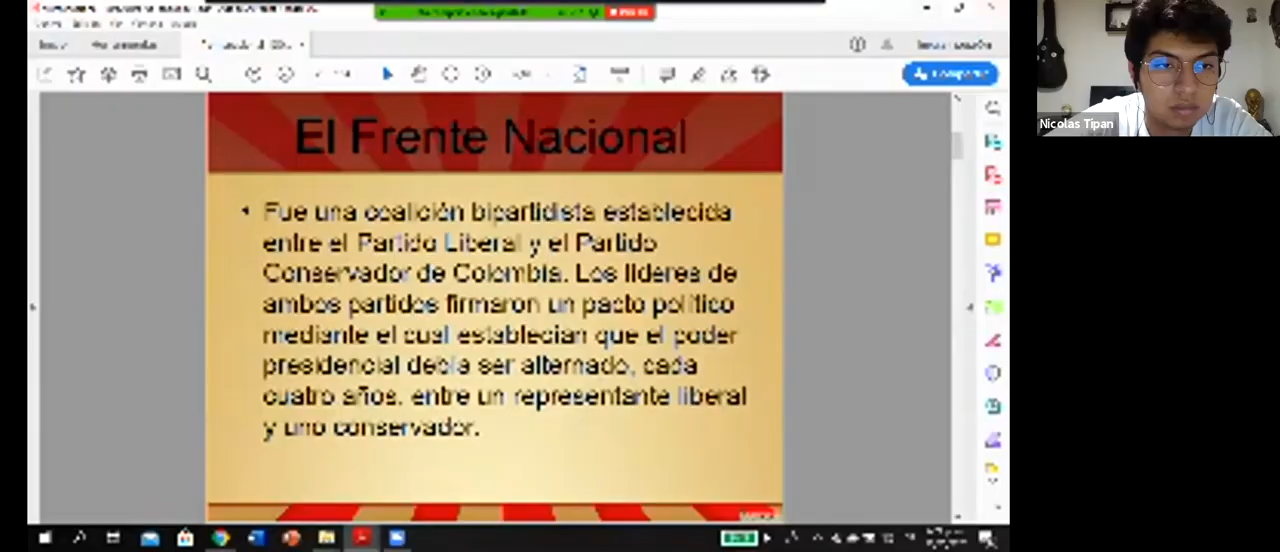 Compartir
Nicolas Tipan
El Frente Nacional
• Fue una coalición bipartidista establecida
entre el Partido Liberal y el Partido
Conservador de Colombia. Los líderes de
ambos partidos firmaron un pacto político
mediante el cual establecían que el poder
presidencial debía ser alternado, cada
cuatro años, entre un representante liberal
y uno conservador.